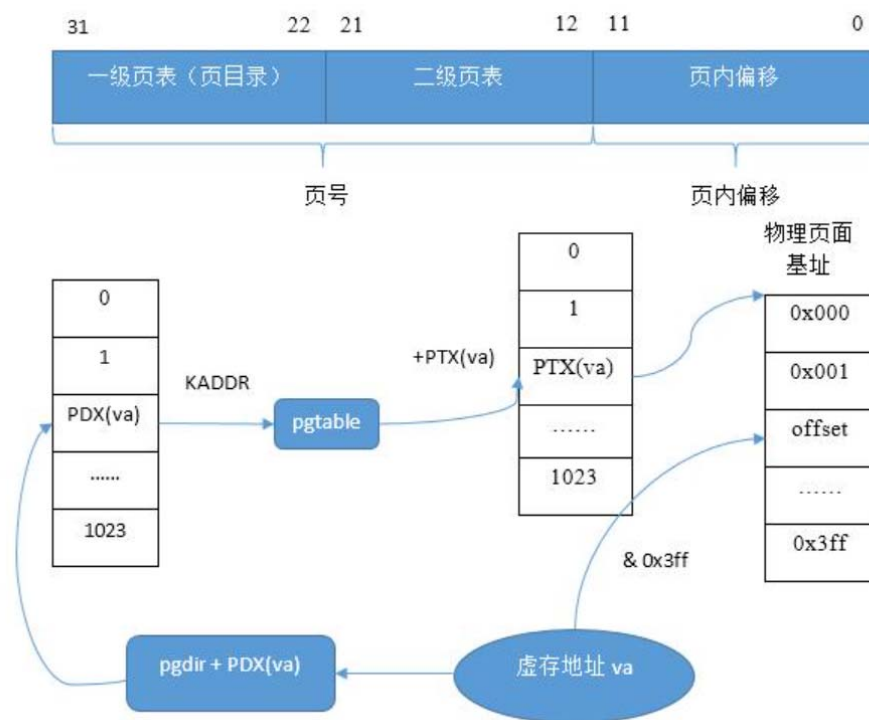 31 22 21 12 11 0
一级页表（页目录） 二级页表 页内偏移
页号 页内偏移
物理页面
基址
0
1
PDX(va)
......
1023
KADDR
pgtable
+PTX(va)
0
1
PTX(va)
......
1023
0x000
0x001
offset
......
0x3ff
& 0x3ff
pgdir + PDX(va)
虚存地址 va